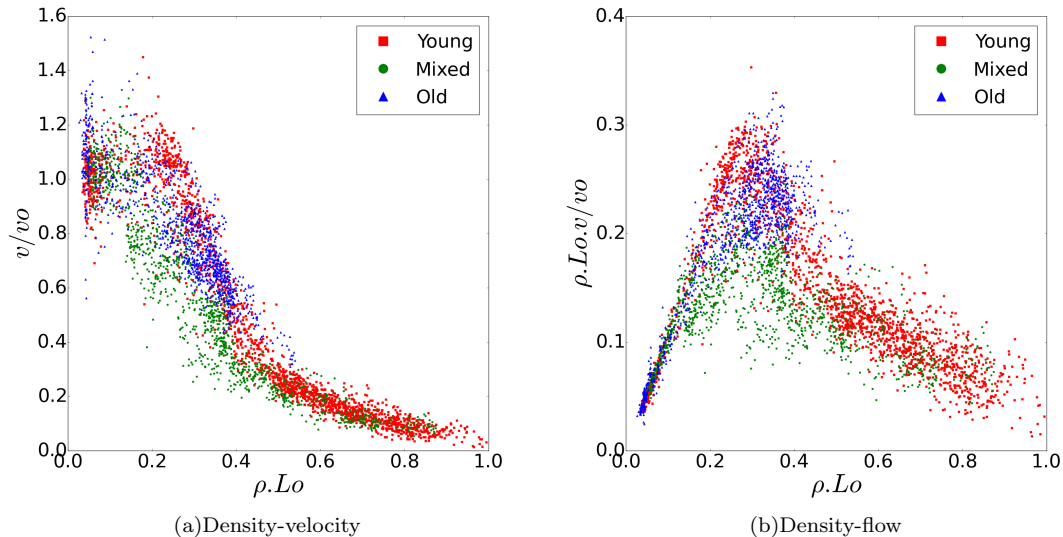 1.6
1.4
1.2
1.0
0.8
0.6
0.4
0.2
0.0
0.0 0.2 0.4 0.6 0.8 1.0
v/vo
ρ.Lo
Young
Mixed
Old
(a)Density-velocity
0.4
0.3
0.2
0.1
0.0
0.0 0.2 0.4 0.6 0.8 1.0
ρ.Lo.v/vo
ρ.Lo
Young
Mixed
Old
(b)Density-flow